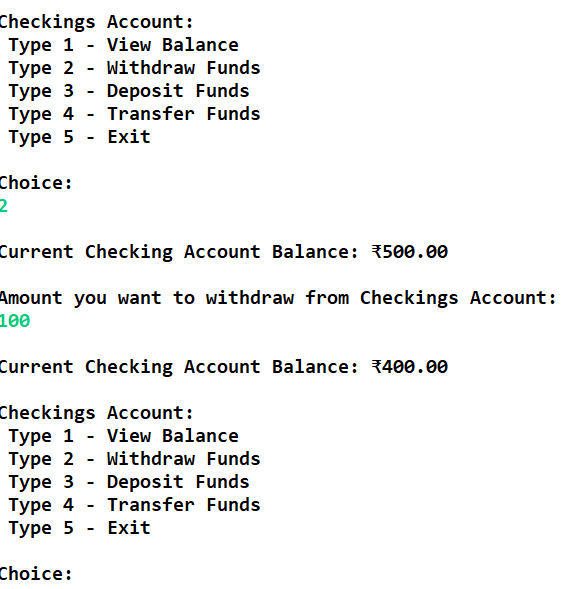 Checkings Account:
Type 1 - View Balance
Type 2 - Withdraw Funds
Type 3 - Deposit Funds
Type 4 - Transfer Funds
Type 5 - Exit
Choice:
2
Current Checking Account Balance: ₹500.00
Amount you want to withdraw from Checkings Account:
100
Current Checking Account Balance: ₹400.00
Checkings Account:
Type 1 - View Balance
Type 2 - Withdraw Funds
Type 3 - Deposit Funds
Type 4 - Transfer Funds
Type 5 - Exit
Choice: